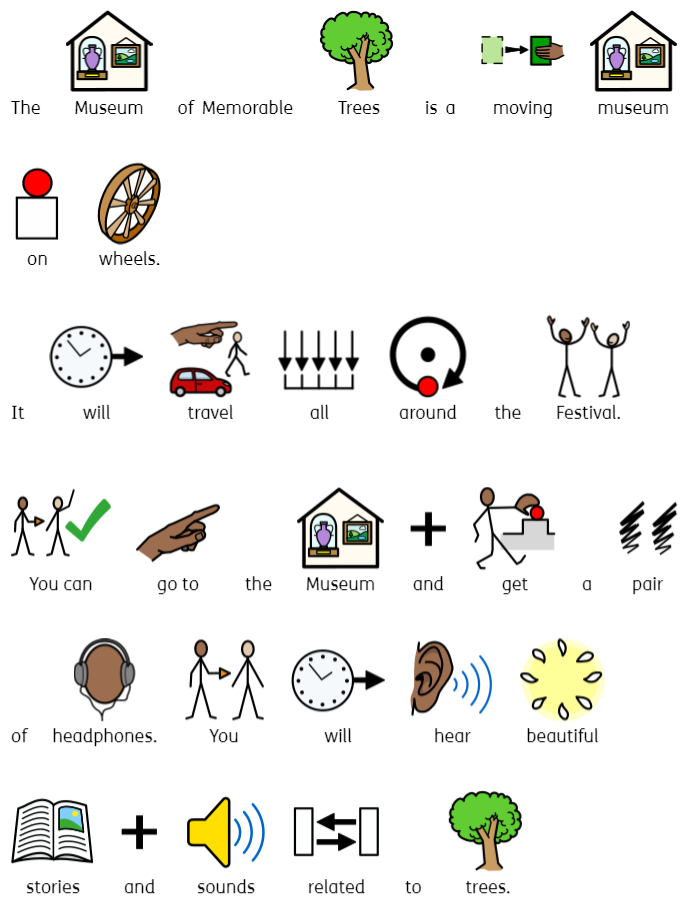 The Museum of Memorable Trees is a moving museum
on wheels.
It will travel all around the Festival.
You can go to the Museum and get a pair
of headphones. You will hear beautiful
stories and sounds related to trees.